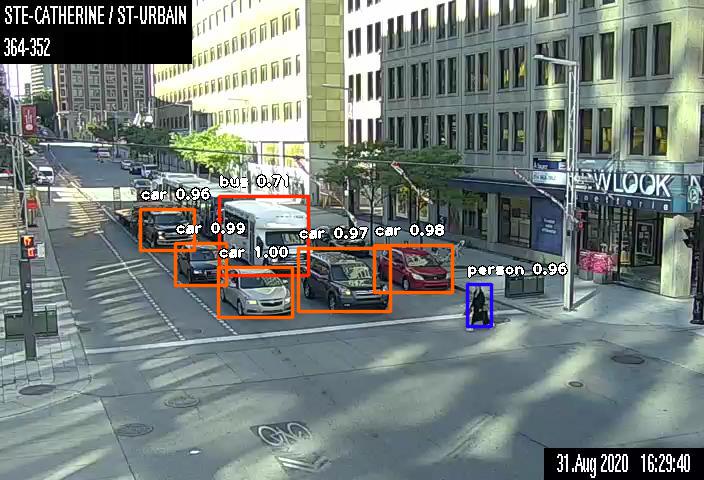 STE-CATHERINE / ST-URBAIN
364-352
car 0.96
bus 0.71
car 0.99
car 1.00
car 0.97
car 0.98
person 0.96
EWLOOK
31.Aug 2020 16:29:40